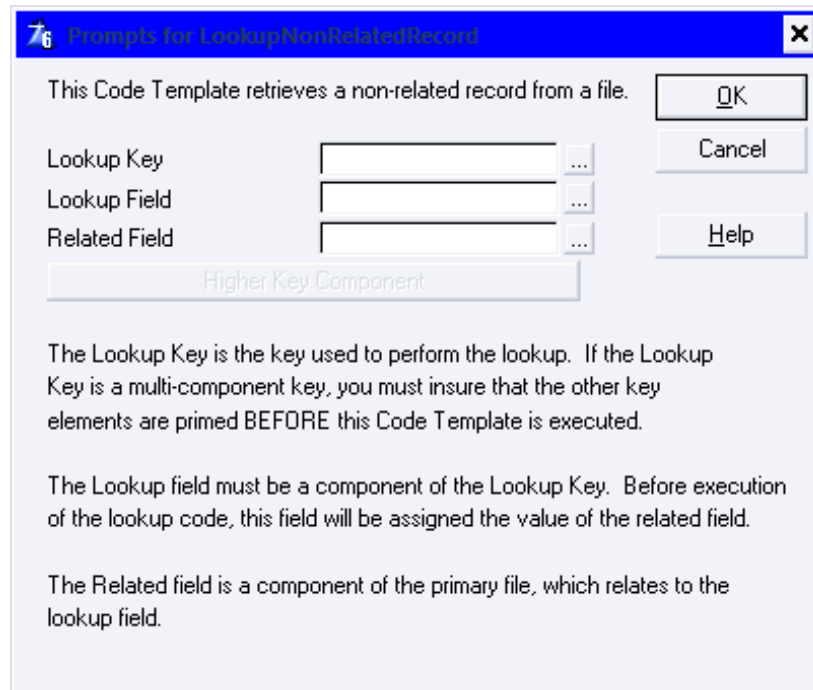 Prompts for LookupNonRelatedRecord
This Code Template retrieves a non-related record from a file.
OK
Cancel
Lookup Key
...
Lookup Field
...
Related Field
...
Help
Higher Key Component
The Lookup Key is the key used to perform the lookup. If the Lookup
Key is a multi-component key, you must insure that the other key
elements are primed BEFORE this Code Template is executed.
The Lookup field must be a component of the Lookup Key. Before execution
of the lookup code, this field will be assigned the value of the related field.
The Related field is a component of the primary file, which relates to the
lookup field.